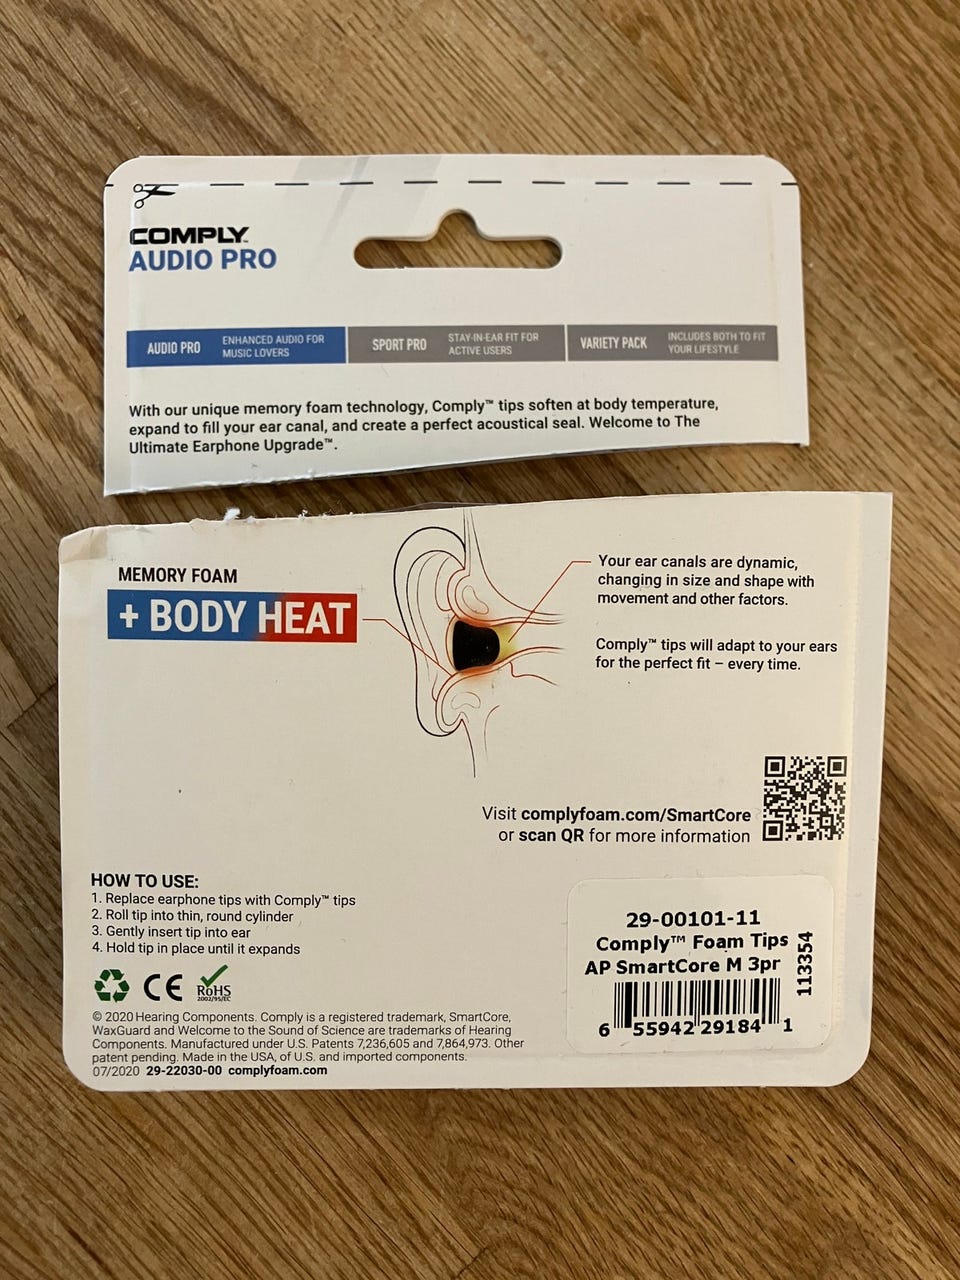 COMPLY™
AUDIO PRO
AUDIO PRO
ENHANCED AUDIO FOR
MUSIC LOVERS
SPORT PRO
STAY-IN-EAR FIT FOR
ACTIVE USERS
VARIETY PACK
INCLUDES BOTH TO FIT
YOUR LIFESTYLE
With our unique memory foam technology, Comply™ tips soften at body temperature,
expand to fill your ear canal, and create a perfect acoustical seal. Welcome to The
Ultimate Earphone Upgrade™.
MEMORY FOAM
+ BODY HEAT
Your ear canals are dynamic,
changing in size and shape with
movement and other factors.
Comply™ tips will adapt to your ears
for the perfect fit – every time.
Visit complyfoam.com/SmartCore
or scan QR for more information
HOW TO USE:
1. Replace earphone tips with Comply™ tips
2. Roll tip into thin, round cylinder
3. Gently insert tip into ear
4. Hold tip in place until it expands
CE
RoHS
2002/95/EC
© 2020 Hearing Components. Comply is a registered trademark, SmartCore,
WaxGuard and Welcome to the Sound of Science are trademarks of Hearing
Components. Manufactured under U.S. Patents 7,236,605 and 7,864,973. Other
patent pending. Made in the USA, of U.S. and imported components.
07/2020 29-22030-00 complyfoam.com
29-00101-11
Comply™ Foam Tips
AP SmartCore M 3pr
113354
6 55942 29184 1